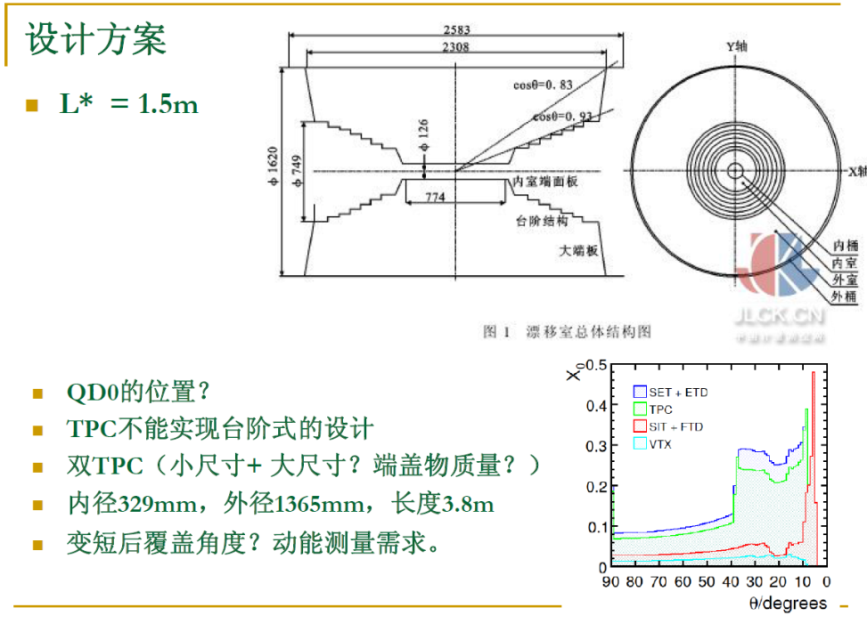 设计方案
L* = 1.5m
2583
2308
Y轴
cosθ=0.83
cosθ=0.93
ϕ1620
ϕ749
ϕ126
X轴
内室端面板
774
台阶结构
大端板
内桶
内室
外室
外桶
JLCK.CN
图 1 漂移室总体结构图
QD0的位置?
TPC不能实现台阶式的设计
双TPC（小尺寸+ 大尺寸？端盖物质量？）
内径329mm，外径1365mm，长度3.8m
变短后覆盖角度？动能测量需求。
X0
0.5
0.4
0.3
0.2
0.1
0
SET + ETD
TPC
SIT + FTD
VTX
90 80 70 60 50 40 30 20 10 0
θ/degrees